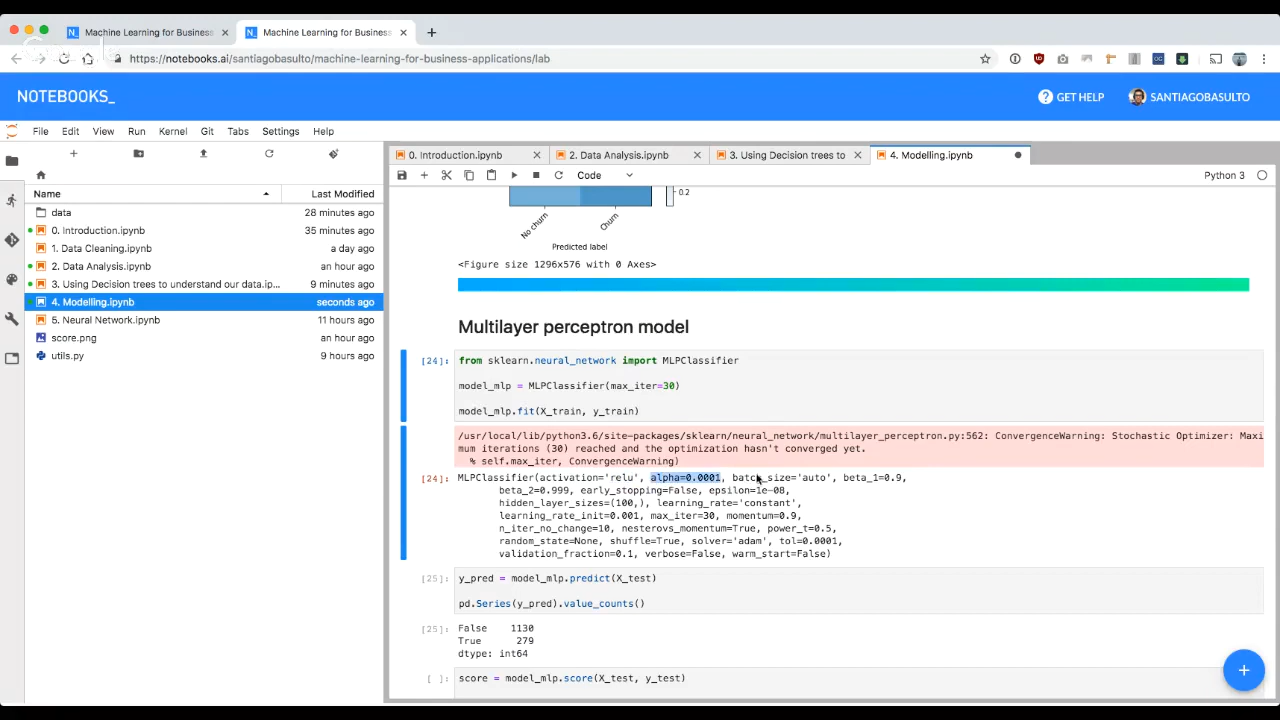 Machine Learning for Business
Machine Learning for Business
https://notebooks.ai/santiagobasulto/machine-learning-for-business-applications/lab
NOTEBOOKS_
GET HELP
SANTIAGOBASULTO
File Edit View Run Kernel Git Tabs Settings Help
0. Introduction.ipynb
2. Data Analysis.ipynb
3. Using Decision trees to
4. Modelling.ipynb
Code
Python 3
Name Last Modified
data 28 minutes ago
0. Introduction.ipynb 35 minutes ago
1. Data Cleaning.ipynb a day ago
2. Data Analysis.ipynb an hour ago
3. Using Decision trees to understand our data.ip... 9 minutes ago
4. Modelling.ipynb seconds ago
5. Neural Network.ipynb 11 hours ago
score.png an hour ago
utils.py 9 hours ago
0.2
No churn
Churn
Predicted label
<Figure size 1296x576 with 0 Axes>
Multilayer perceptron model
[24]: from sklearn.neural_network import MLPClassifier
model_mlp = MLPClassifier(max_iter=30)
model_mlp.fit(X_train, y_train)
/usr/local/lib/python3.6/site-packages/sklearn/neural_network/multilayer_perceptron.py:562: ConvergenceWarning: Stochastic Optimizer: Maxi
mum iterations (30) reached and the optimization hasn't converged yet.
% self.max_iter, ConvergenceWarning)
[24]: MLPClassifier(activation='relu', alpha=0.0001, batch_size='auto', beta_1=0.9,
beta_2=0.999, early_stopping=False, epsilon=1e-08,
hidden_layer_sizes=(100,), learning_rate='constant',
learning_rate_init=0.001, max_iter=30, momentum=0.9,
n_iter_no_change=10, nesterovs_momentum=True, power_t=0.5,
random_state=None, shuffle=True, solver='adam', tol=0.0001,
validation_fraction=0.1, verbose=False, warm_start=False)
[25]: y_pred = model_mlp.predict(X_test)
pd.Series(y_pred).value_counts()
[25]: False 1130
True 279
dtype: int64
[ ]: score = model_mlp.score(X_test, y_test)